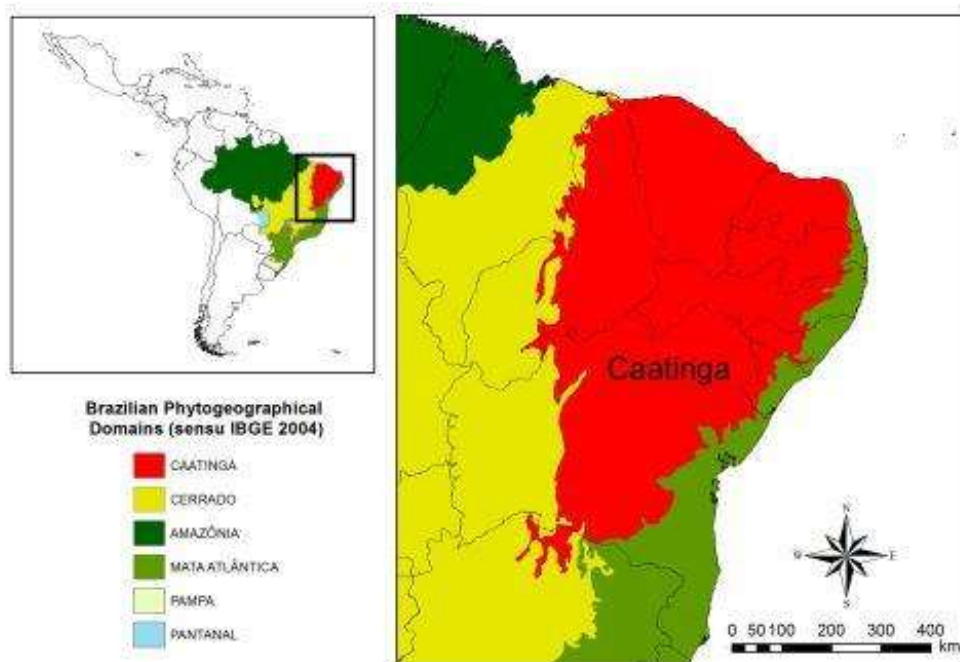 Caatinga
Brazilian Phytogeographical
Domains (sensu IBGE 2004)
CAATINGA
CERRADO
AMAZÔNIA
MATA ATLÂNTICA
PAMPA
PANTANAL
N
W E
S
0 50 100 200 300 400
km